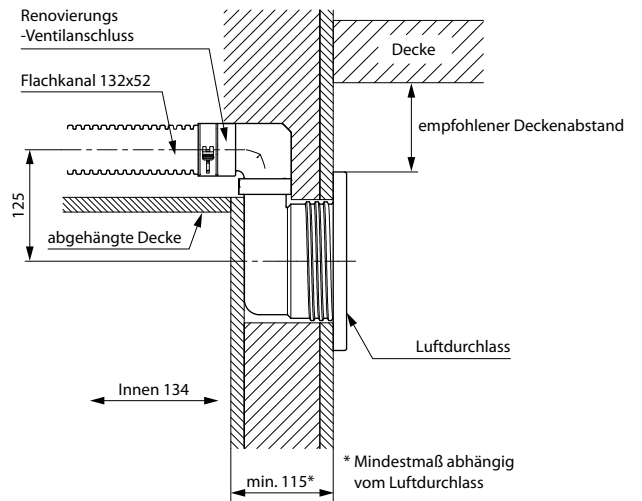 Renovierungs
-Ventilanschluss
Flachkanal 132x52
Decke
empfohlener Deckenabstand
125
abgehängte Decke
Luftdurchlass
Innen 134
min. 115*
* Mindestmaß abhängig
vom Luftdurchlass